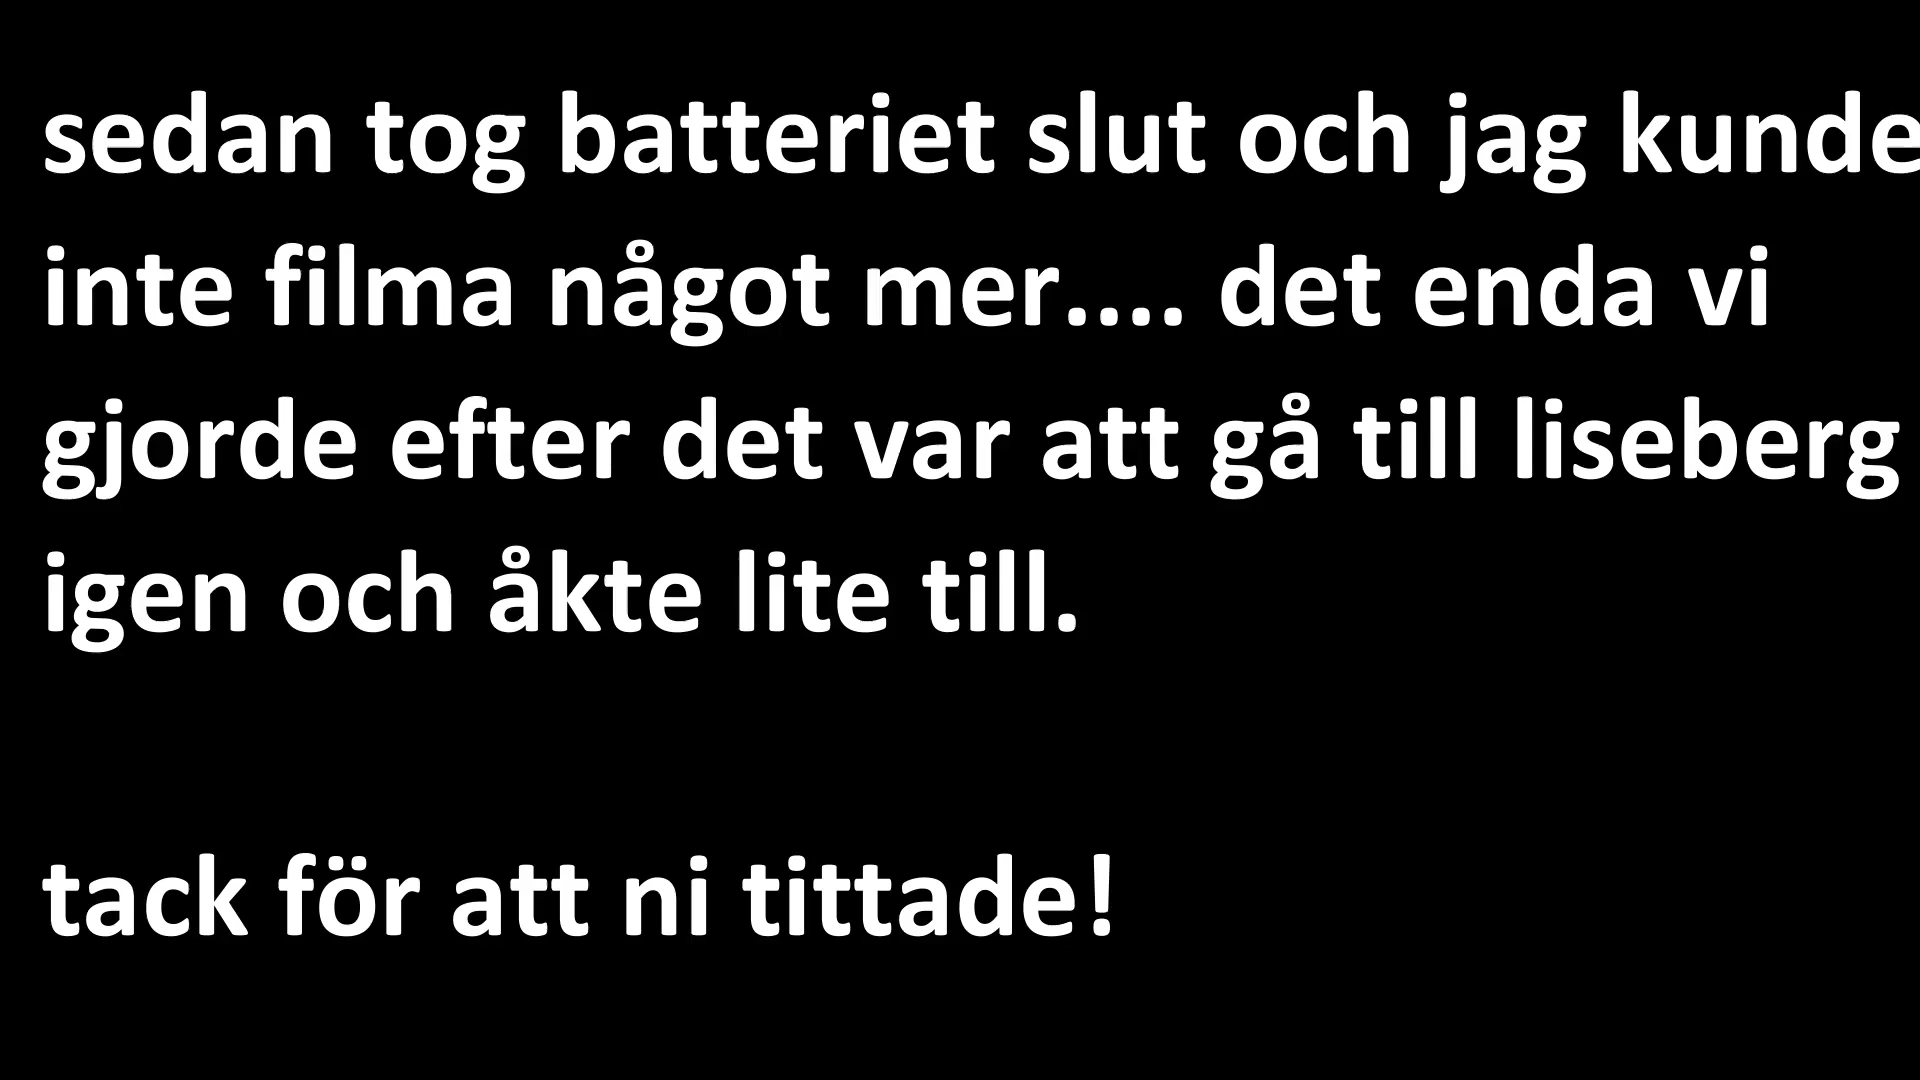 sedan tog batteriet slut och jag kunde
inte filma något mer.... det enda vi
gjorde efter det var att gå till liseberg
igen och åkte lite till.
tack för att ni tittade!